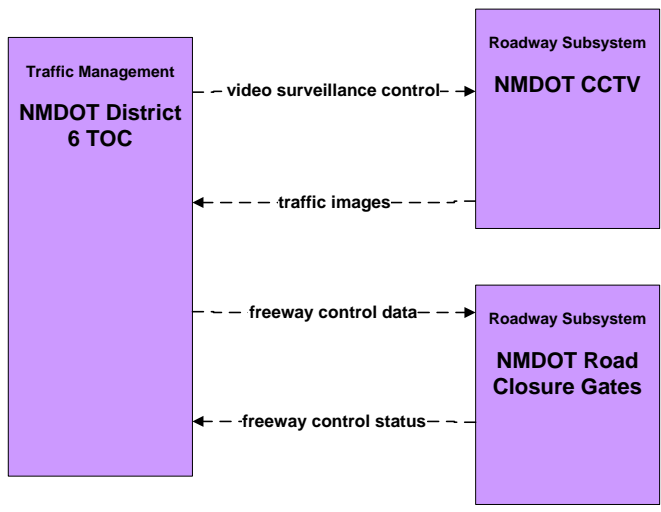 Traffic Management
NMDOT District
6 TOC
Roadway Subsystem
NMDOT CCTV
video surveillance control
traffic images
freeway control data
Roadway Subsystem
NMDOT Road
Closure Gates
freeway control status